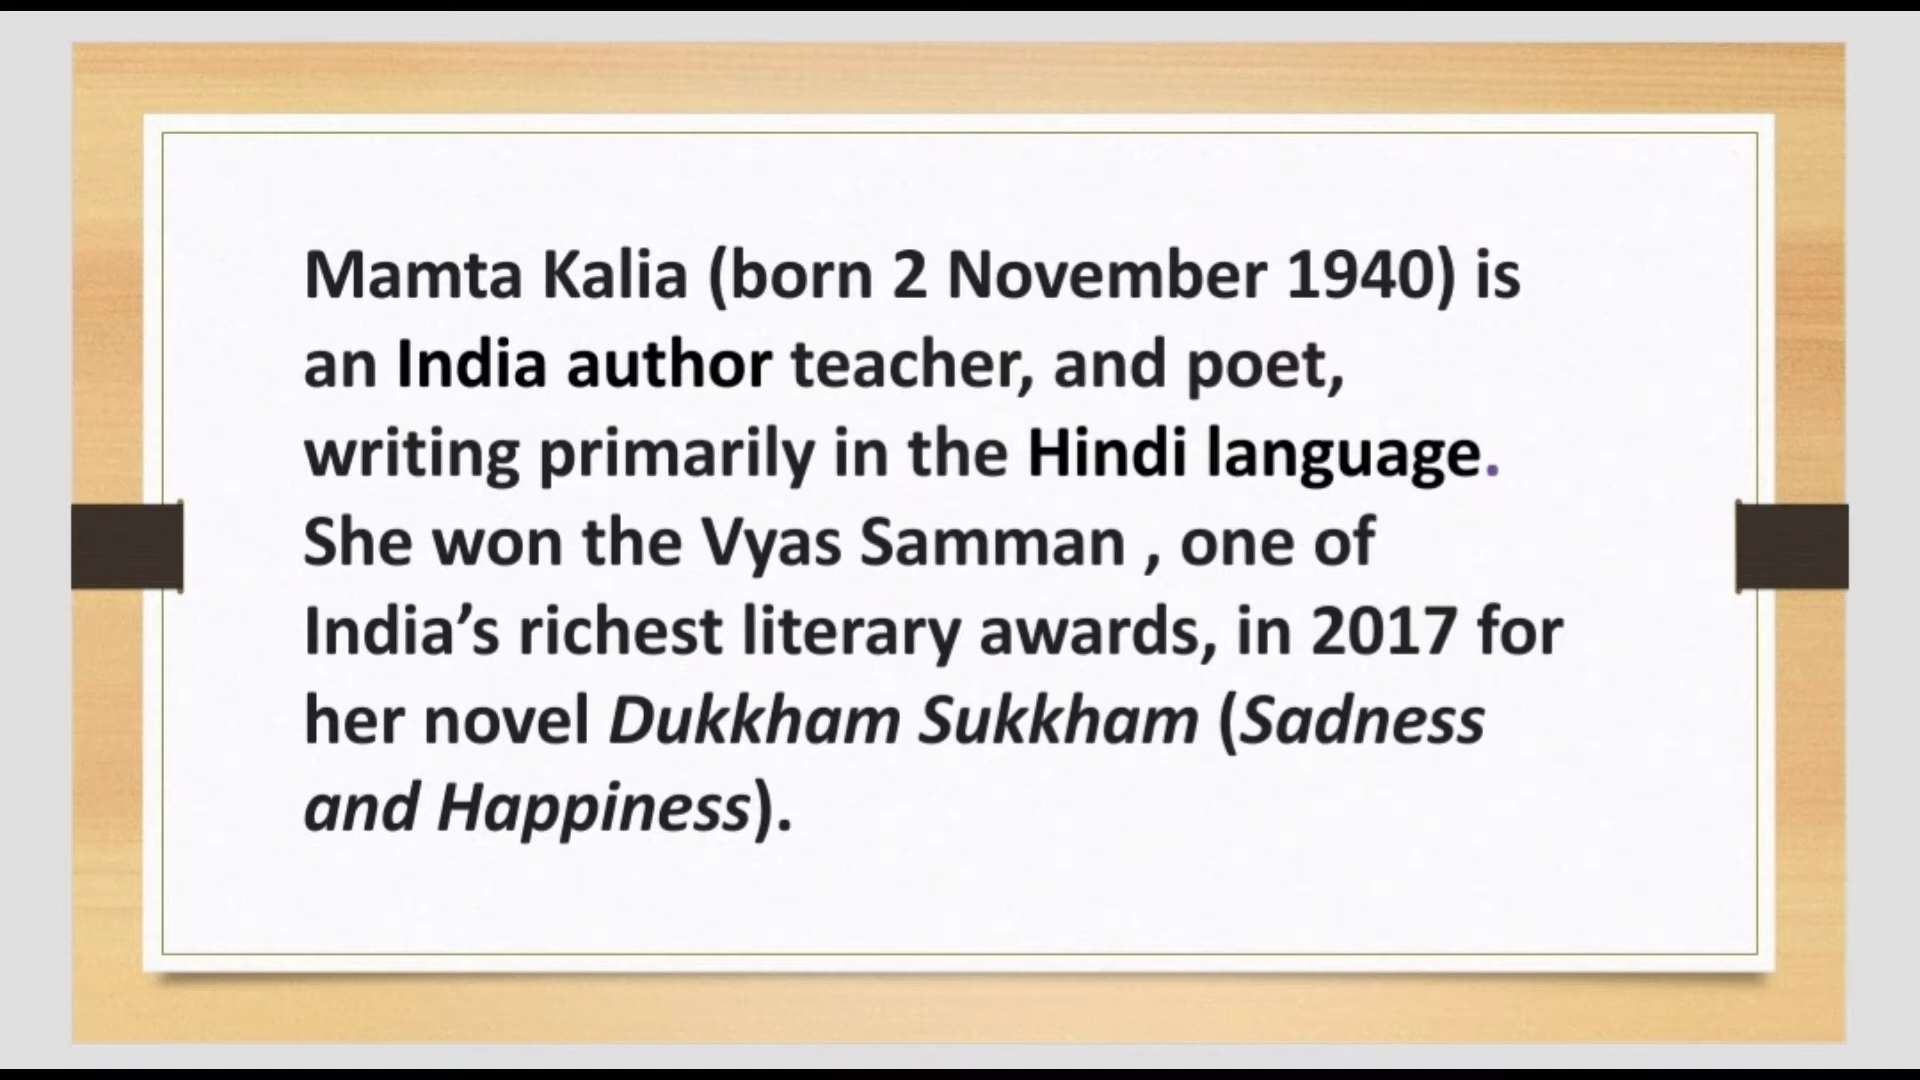 Mamta Kalia (born 2 November 1940) is
an India author teacher, and poet,
writing primarily in the Hindi language.
She won the Vyas Samman , one of
India’s richest literary awards, in 2017 for
her novel Dukkham Sukkham (Sadness
and Happiness).